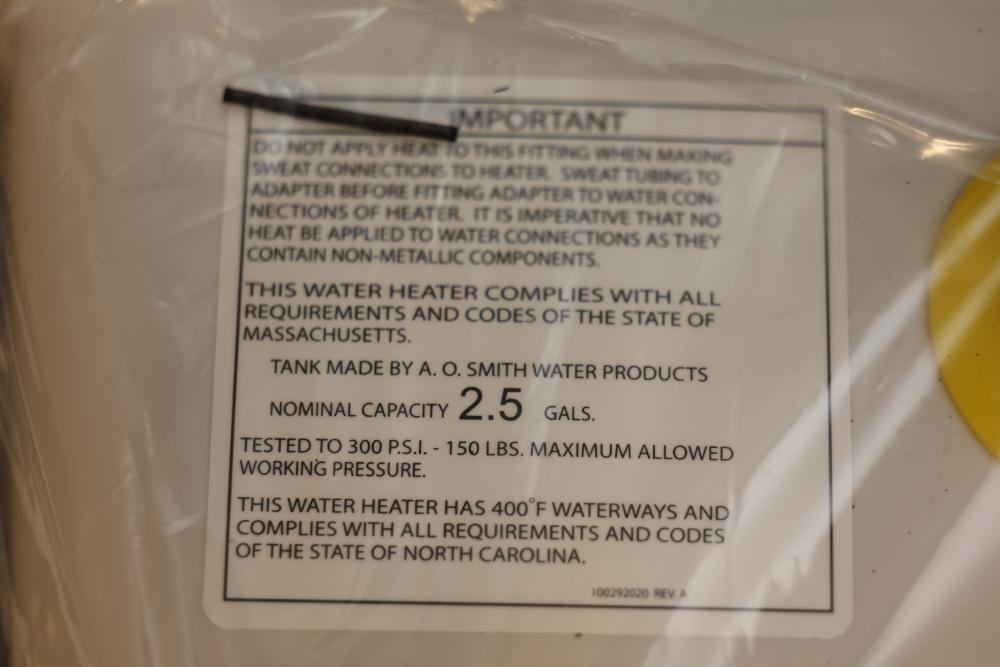 IMPORTANT
DO NOT APPLY HEAT TO THIS FITTING WHEN MAKING
SWEAT CONNECTIONS TO HEATER. SWEAT TUBING TO
ADAPTER BEFORE FITTING ADAPTER TO WATER CON-
NECTIONS OF HEATER. IT IS IMPERATIVE THAT NO
HEAT BE APPLIED TO WATER CONNECTIONS AS THEY
CONTAIN NON-METALLIC COMPONENTS.
THIS WATER HEATER COMPLIES WITH ALL
REQUIREMENTS AND CODES OF THE STATE OF
MASSACHUSETTS.
TANK MADE BY A. O. SMITH WATER PRODUCTS
NOMINAL CAPACITY 2.5 GALS.
TESTED TO 300 P.S.I. - 150 LBS. MAXIMUM ALLOWED
WORKING PRESSURE.
THIS WATER HEATER HAS 400°F WATERWAYS AND
COMPLIES WITH ALL REQUIREMENTS AND CODES
OF THE STATE OF NORTH CAROLINA.
100292020 REV. A